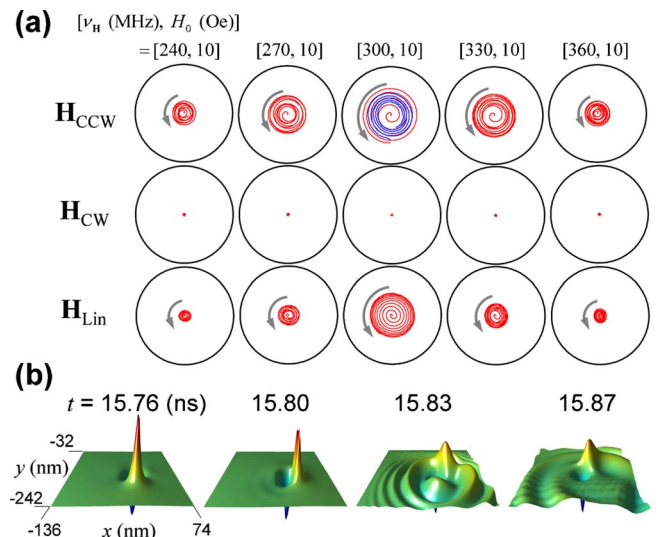 (a) [νH (MHz), H0 (Oe)]
= [240, 10] [270, 10] [300, 10] [330, 10] [360, 10]
HCCW
HCW
HLin
(b)
t = 15.76 (ns) 15.80 15.83 15.87
-32
y (nm)
-242
-136 x (nm) 74